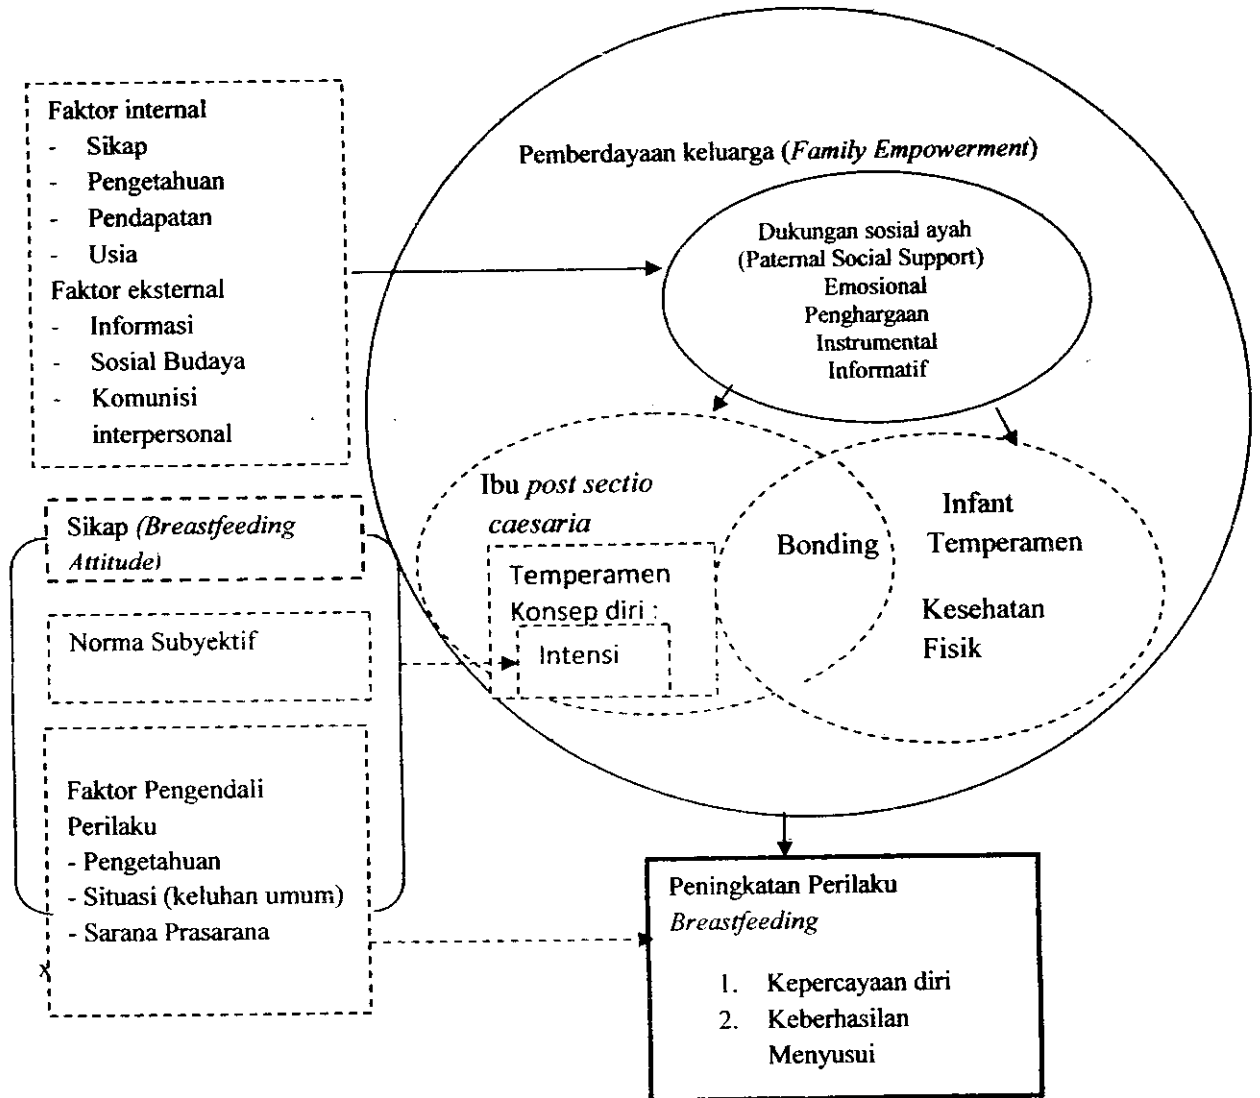 Faktor internal
- Sikap
- Pengetahuan
- Pendapatan
- Usia
Faktor eksternal
- Informasi
- Sosial Budaya
- Komunisi
interpersonal
Pemberdayaan keluarga (Family Empowerment)
Dukungan sosial ayah
(Paternal Social Support)
Emosional
Penghargaan
Instrumental
Informatif
Ibu post sectio
caesaria
Temperamen
Konsep diri :
Intensi
Bonding
Infant
Temperamen
Kesehatan
Fisik
Sikap (Breastfeeding
Attitude)
Norma Subyektif
Faktor Pengendali
Perilaku
- Pengetahuan
- Situasi (keluhan umum)
- Sarana Prasarana
x
Peningkatan Perilaku
Breastfeeding
1. Kepercayaan diri
2. Keberhasilan
Menyusui